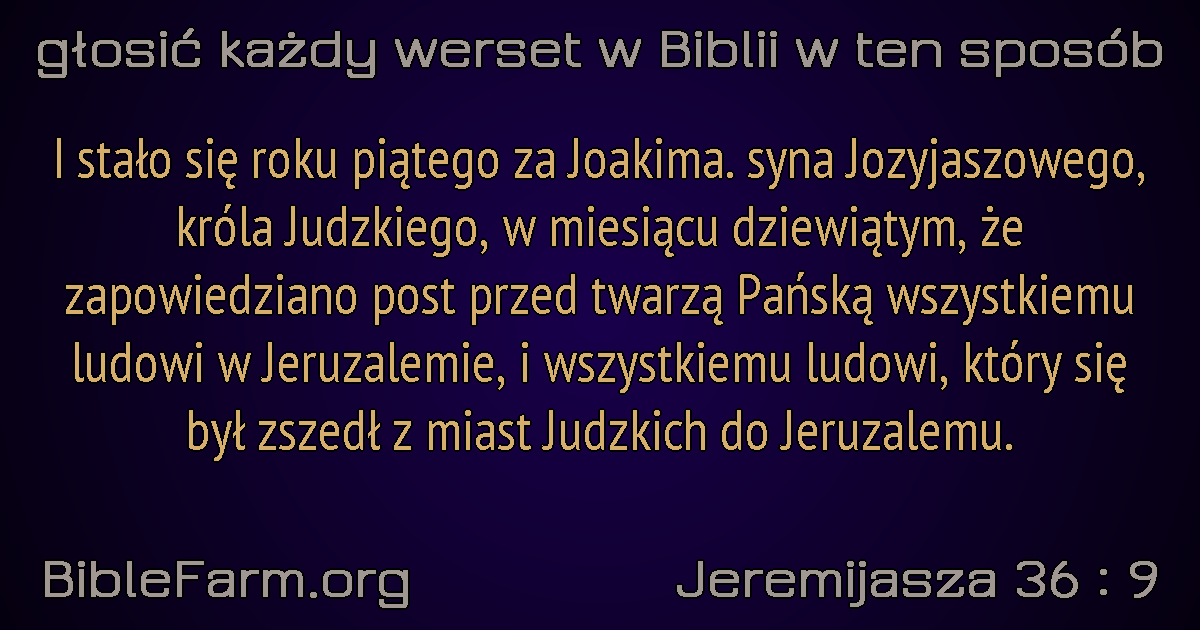 głosić każdy werset w Biblii w ten sposób
I stało się roku piątego za Joakima. syna Jozyjaszowego,
króla Judzkiego, w miesiącu dziewiątym, że
zapowiedziano post przed twarzą Pańską wszystkiemu
ludowi w Jeruzalemie, i wszystkiemu ludowi, który się
był zszedł z miast Judzkich do Jeruzalemu.
BibleFarm.org
Jeremijasza 36 : 9